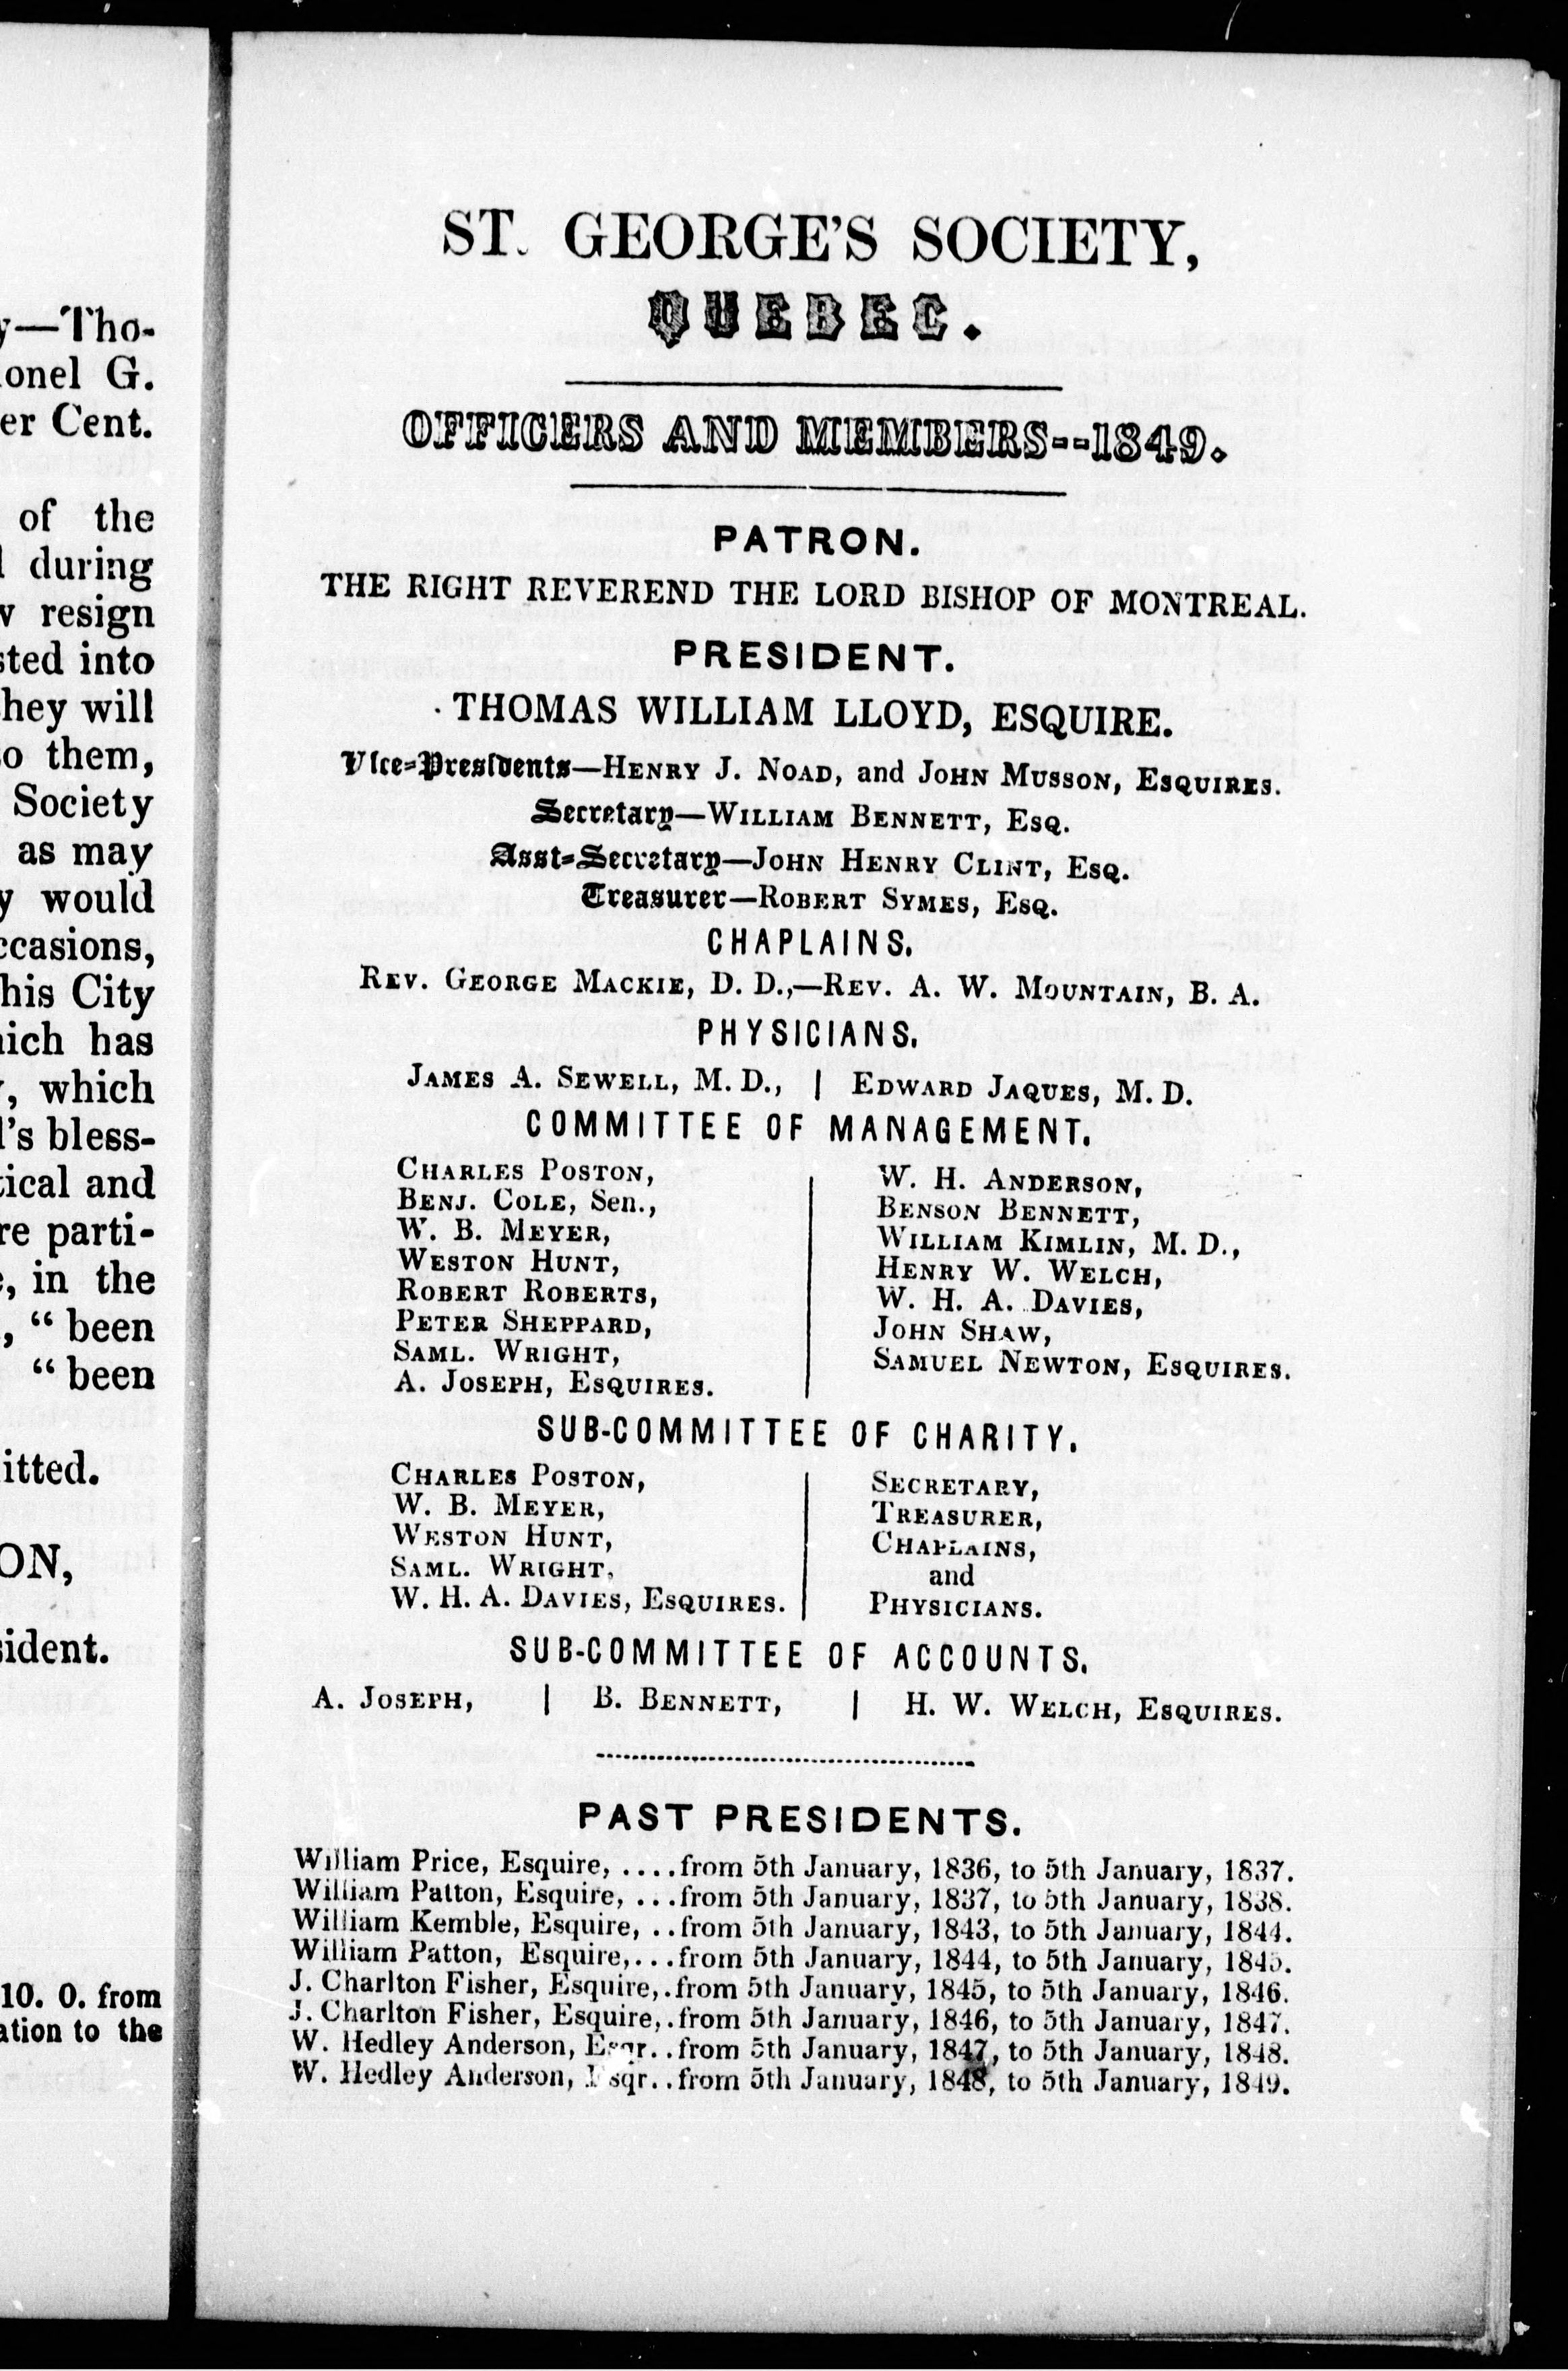 y—Tho-
ionel G.
er Cent.
of the
during
resign
sted into
they will
so them,
Society
as may
would
ccasions,
this City
hich has
, which
d's bless-
tical and
re parti-
, in the
, “ been
“ been
itted.
ON,
sident.
10. 0. from
ation to the
ST. GEORGE'S SOCIETY,
QUEBEC.
OFFICERS AND MEMBERS--1849.
PATRON.
THE RIGHT REVEREND THE LORD BISHOP OF MONTREAL.
PRESIDENT.
THOMAS WILLIAM LLOYD, ESQUIRE.
Vice-Presidents—HENRY J. NOAD, and JOHN MUSSON, ESQUIRES.
Secretary—WILLIAM BENNETT, ESQ.
Asst-Secretary—JOHN HENRY CLINT, ESQ.
Treasurer—ROBERT SYMES, ESQ.
CHAPLAINS.
REV. GEORGE MACKIE, D. D.,—REV. A. W. MOUNTAIN, B. A.
PHYSICIANS.
JAMES A. SEWELL, M. D., | EDWARD JAQUES, M. D.
COMMITTEE OF MANAGEMENT.
CHARLES POSTON,
BENJ. COLE, Sen.,
W. B. MEYER,
WESTON HUNT,
ROBERT ROBERTS,
PETER SHEPPARD,
SAML. WRIGHT,
A. JOSEPH, ESQUIRES.
W. H. ANDERSON,
BENSON BENNETT,
WILLIAM KIMLIN, M. D.,
HENRY W. WELCH,
W. H. A. DAVIES,
JOHN SHAW,
SAMUEL NEWTON, ESQUIRES.
SUB-COMMITTEE OF CHARITY.
CHARLES POSTON,
W. B. MEYER,
WESTON HUNT,
SAML. WRIGHT,
W. H. A. DAVIES, ESQUIRES.
SECRETARY,
TREASURER,
CHAPLAINS,
and
PHYSICIANS.
SUB-COMMITTEE OF ACCOUNTS.
A. JOSEPH, | B. BENNETT, | H. W. WELCH, ESQUIRES.
PAST PRESIDENTS.
William Price, Esquire, ....from 5th January, 1836, to 5th January, 1837.
William Patton, Esquire, ...from 5th January, 1837, to 5th January, 1838.
William Kemble, Esquire, ..from 5th January, 1843, to 5th January, 1844.
William Patton, Esquire,...from 5th January, 1844, to 5th January, 1845.
J. Charlton Fisher, Esquire,.from 5th January, 1845, to 5th January, 1846.
J. Charlton Fisher, Esquire,.from 5th January, 1846, to 5th January, 1847.
W. Hedley Anderson, Esqr..from 5th January, 1847, to 5th January, 1848.
W. Hedley Anderson, Esqr..from 5th January, 1848, to 5th January, 1849.